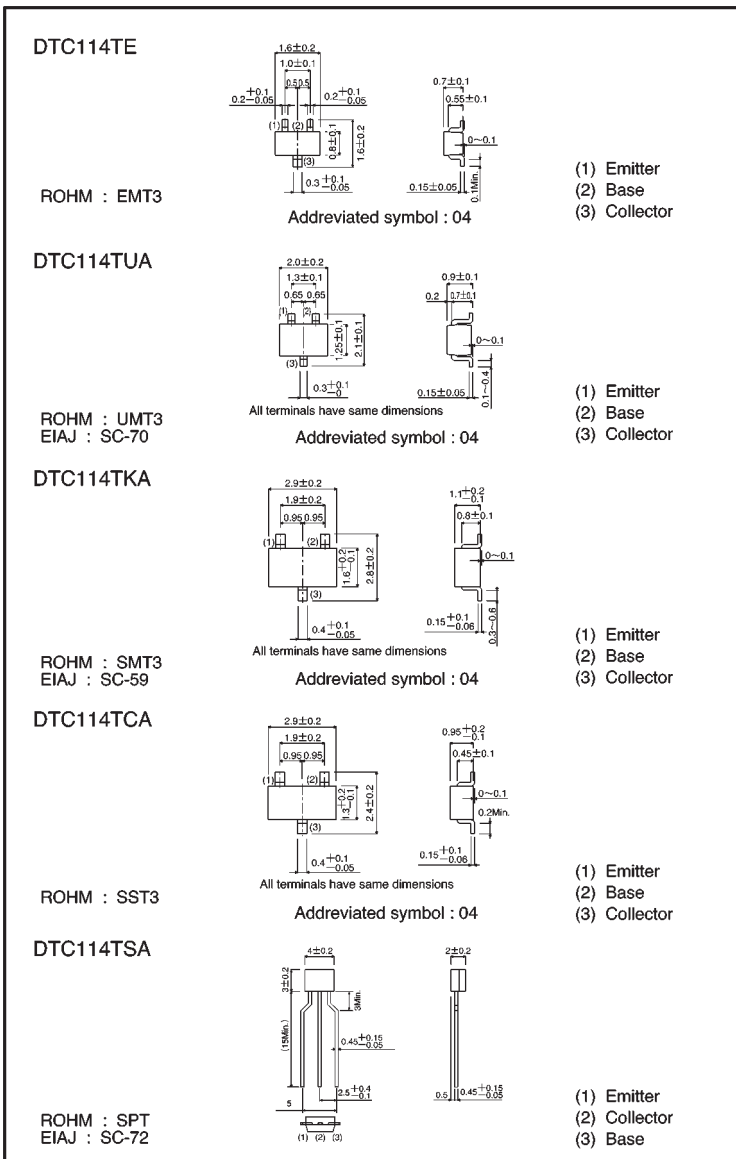 DTC114TE
1.6±0.2
1.0±0.1
0.5 0.5
0.2 +0.1 −0.05
0.2 +0.1 −0.05
(1) (2)
(3)
0.8±0.1
1.6±0.2
0.3 +0.1 −0.05
0.7±0.1
0.55±0.1
0~0.1
0.15±0.05
0.1Min.
ROHM : EMT3
Addreviated symbol : 04
(1) Emitter
(2) Base
(3) Collector
DTC114TUA
2.0±0.2
1.3±0.1
0.65 0.65
(1) (2)
(3)
1.25±0.1
2.1±0.1
0.3 +0.1 −0
0.9±0.1
0.2 0.7±0.1
0~0.1
0.15±0.05
0.1~0.4
All terminals have same dimensions
ROHM : UMT3
EIAJ : SC-70
Addreviated symbol : 04
(1) Emitter
(2) Base
(3) Collector
DTC114TKA
2.9±0.2
1.9±0.2
0.95 0.95
(1) (2)
(3)
1.6 +0.2 −0.1
2.8±0.2
0.4 +0.1 −0.05
1.1 +0.2 −0.1
0.8±0.1
0~0.1
0.15 +0.1 −0.06
0.3~0.6
All terminals have same dimensions
ROHM : SMT3
EIAJ : SC-59
Addreviated symbol : 04
(1) Emitter
(2) Base
(3) Collector
DTC114TCA
2.9±0.2
1.9±0.2
0.95 0.95
(1) (2)
(3)
1.3 +0.2 −0.1
2.4±0.2
0.4 +0.1 −0.05
0.95 +0.2 −0.1
0.45±0.1
0~0.1
0.2Min.
0.15 +0.1 −0.06
All terminals have same dimensions
ROHM : SST3
Addreviated symbol : 04
(1) Emitter
(2) Base
(3) Collector
DTC114TSA
4±0.2
3±0.2
(15Min.)
3Min.
0.45 +0.15 −0.05
2.5 +0.4 −0.1
5
(1) (2) (3)
2±0.2
0.5
0.45 +0.15 −0.05
ROHM : SPT
EIAJ : SC-72
(1) Emitter
(2) Collector
(3) Base